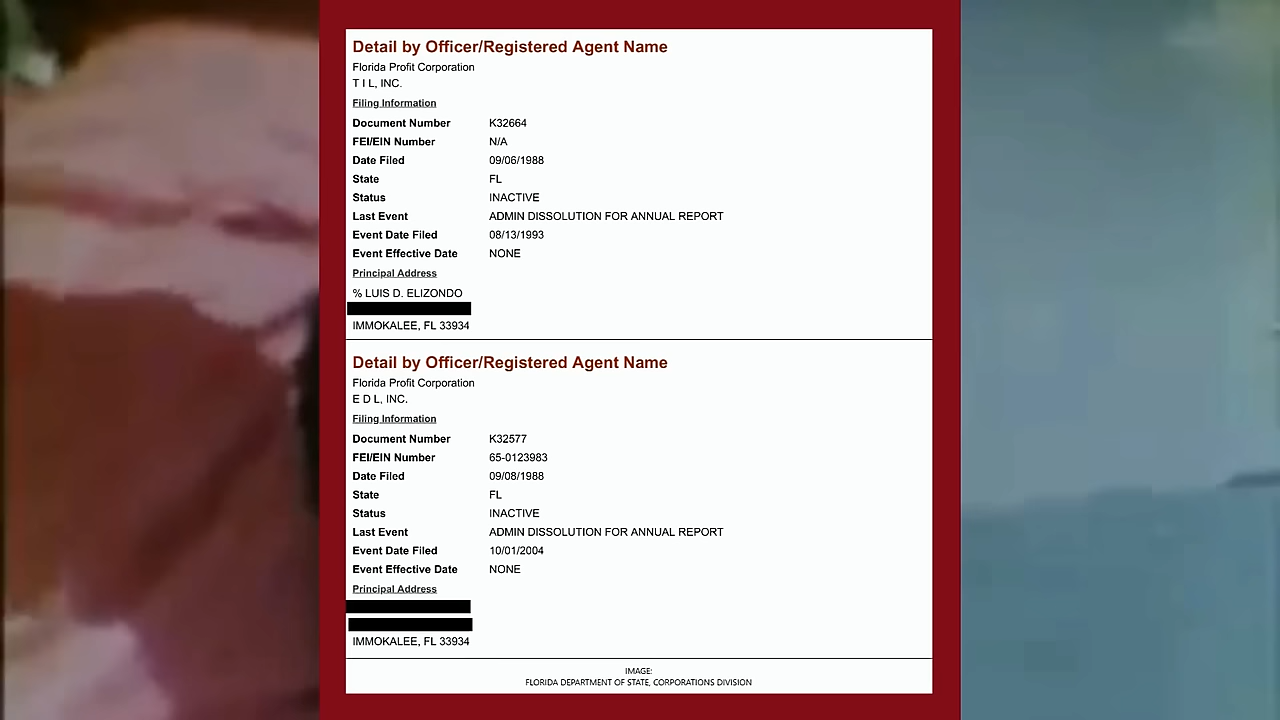 Detail by Officer/Registered Agent Name
Florida Profit Corporation
T I L, INC.
Filing Information
Document Number K32664
FEI/EIN Number N/A
Date Filed 09/06/1988
State FL
Status INACTIVE
Last Event ADMIN DISSOLUTION FOR ANNUAL REPORT
Event Date Filed 08/13/1993
Event Effective Date NONE
Principal Address
% LUIS D. ELIZONDO
IMMOKALEE, FL 33934
Detail by Officer/Registered Agent Name
Florida Profit Corporation
E D L, INC.
Filing Information
Document Number K32577
FEI/EIN Number 65-0123983
Date Filed 09/08/1988
State FL
Status INACTIVE
Last Event ADMIN DISSOLUTION FOR ANNUAL REPORT
Event Date Filed 10/01/2004
Event Effective Date NONE
Principal Address
IMMOKALEE, FL 33934
IMAGE:
FLORIDA DEPARTMENT OF STATE, CORPORATIONS DIVISION